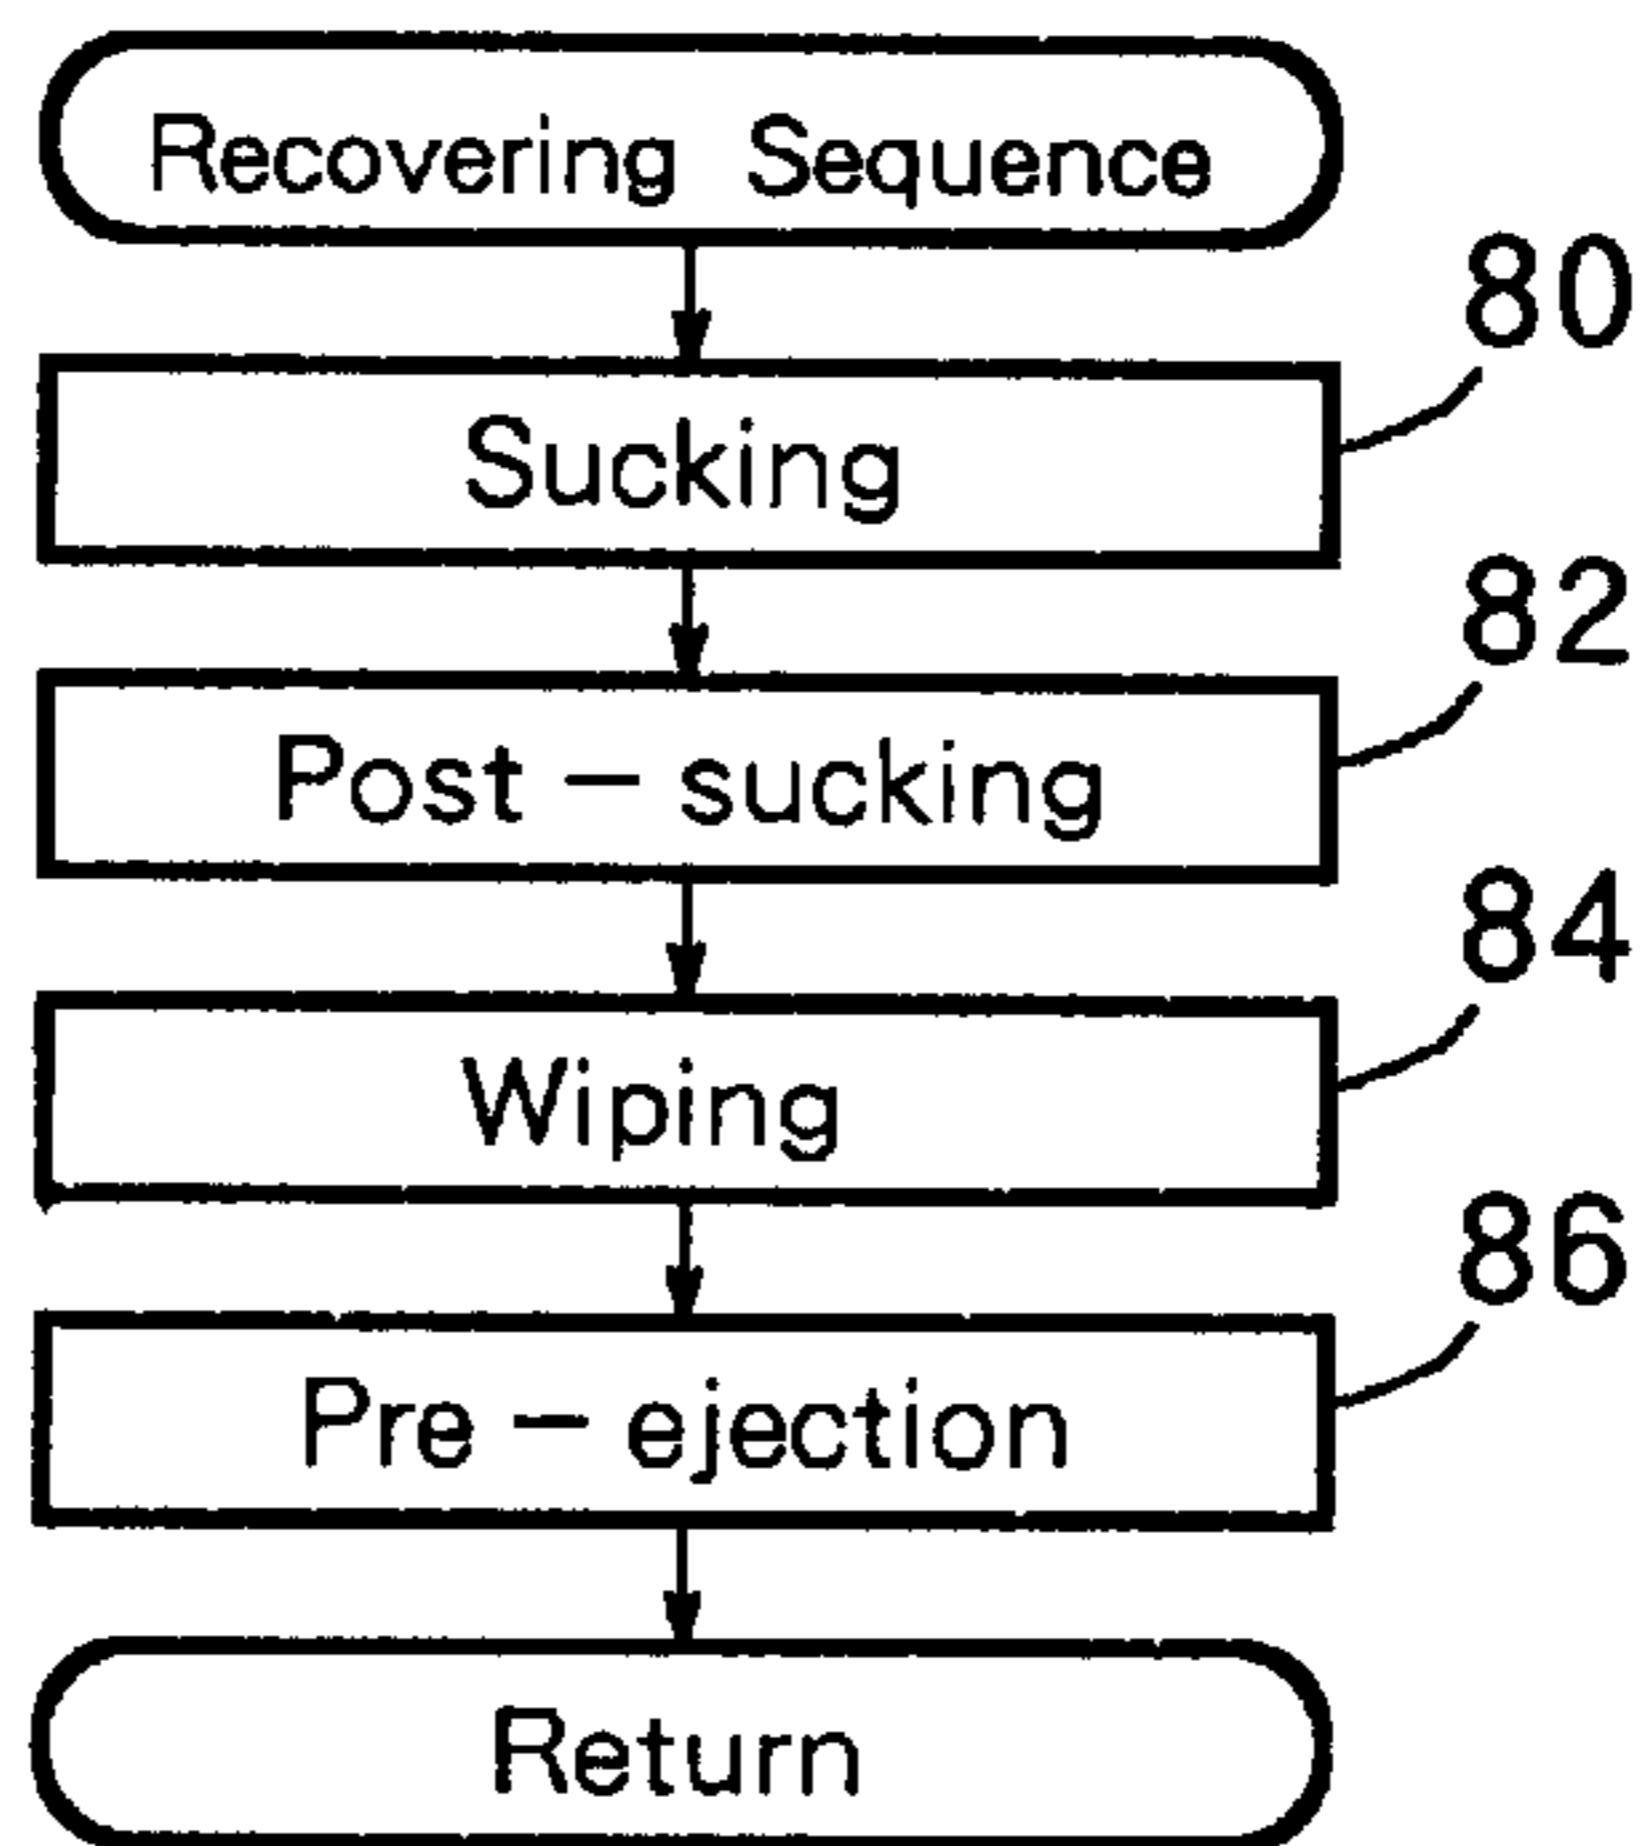 Recovering Sequence
80
Sucking
82
Post-sucking
84
Wiping
86
Pre-ejection
Return